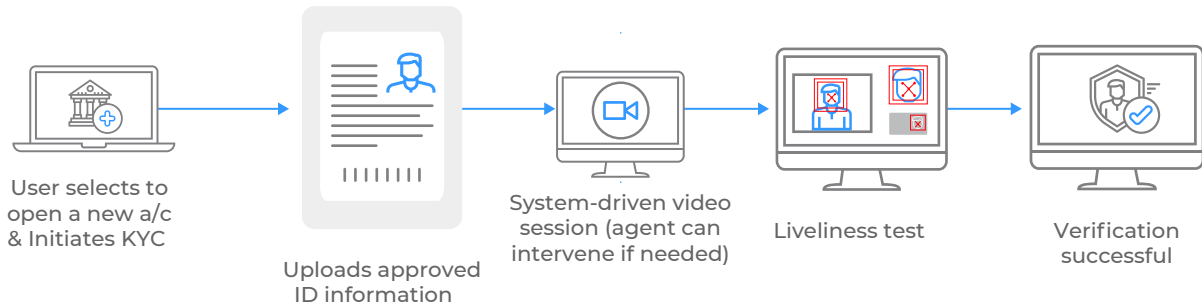 User selects to
open a new a/c
& Initiates KYC
Uploads approved
ID information
System-driven video
session (agent can
intervene if needed)
Liveliness test
Verification
successful